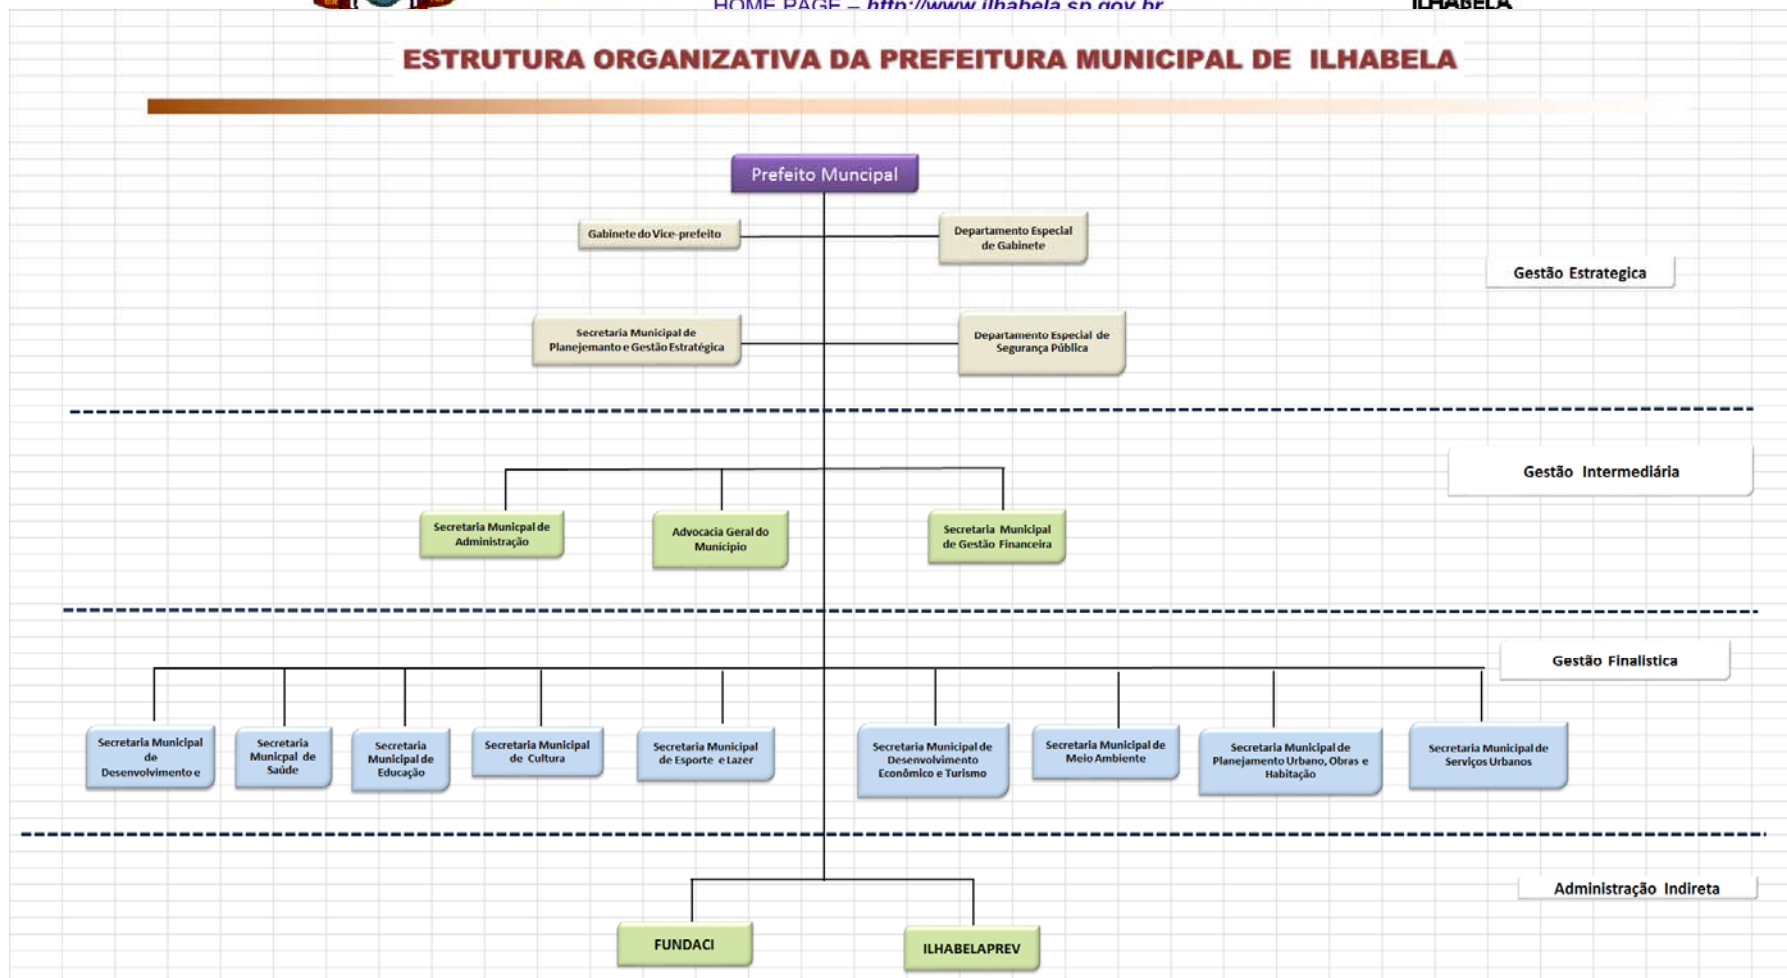 HOME PAGE – http://www.ilhabela.sp.gov.br
ILHABELA
ESTRUTURA ORGANIZATIVA DA PREFEITURA MUNICIPAL DE ILHABELA
Prefeito Muncipal
Gabinete do Vice-prefeito
Departamento Especial
de Gabinete
Gestão Estrategica
Secretaria Municipal de
Planejemanto e Gestão Estratégica
Departamento Especial de
Segurança Pública
Gestão Intermediária
Secretaria Municpal de
Administração
Advocacia Geral do
Município
Secretaria Municipal
de Gestão Financeira
Gestão Finalistica
Secretaria Municipal
de
Desenvolvimento e
Secretaria
Municpal de
Saúde
Secretaria
Municipal de
Educação
Secretaria Municipal
de Cultura
Secretaria Municipal
de Esporte e Lazer
Secretaria Municipal de
Desenvolvimento
Econômico e Turismo
Secretaria Municipal de
Meio Ambiente
Secretaria Municipal de
Planejamento Urbano, Obras e
Habitação
Secretaria Municipal de
Serviços Urbanos
Administração Indireta
FUNDACI
ILHABELAPREV